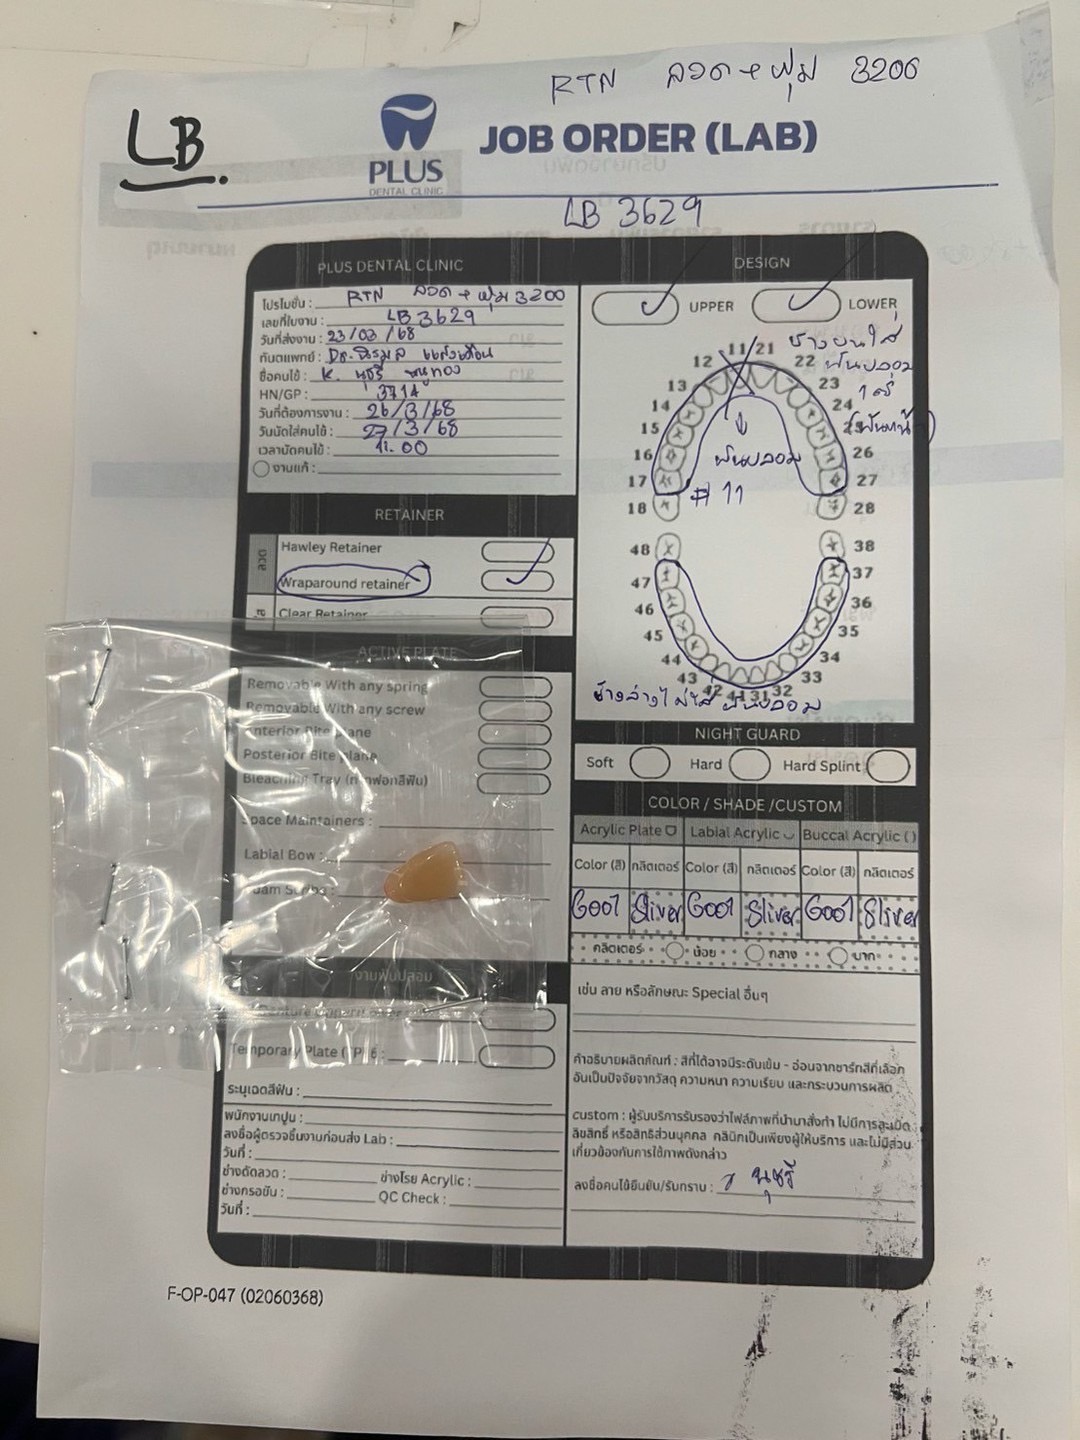 RTN ลวด + ฟุ่ม 3200
LB.
PLUS
DENTAL CLINIC
JOB ORDER (LAB)
LB 3629
PLUS DENTAL CLINIC
โปรโมชั่น : RTN ลวด + ฟุ่ม 3200
เลขที่ใบงาน : LB 3629
วันที่ส่งงาน : 23/03/68
ทันตแพทย์ : Dr.
ชื่อคนไข้ : K. นุชรี หนูทอง
HN/GP : 3714
วันที่ต้องการงาน : 26/3/68
วันนัดใส่คนไข้ : 27/3/68
เวลานัดคนไข้ : 11.00
งานแก้ :
RETAINER
ลวด
Hawley Retainer
Wraparound retainer
Clear Retainer
ACTIVE PLATE
Removable With any spring
Removable With any screw
Anterior Bite plane
Posterior Bite plane
Bleaching Tray (ถาดฟอกสีฟัน)
Space Maintainers :
Labial Bow :
งานฟันปลอม
Temporary Plate (TP) ซี่ :
ระบุเฉดสีฟัน :
พนักงานเทปูน :
ลงชื่อผู้ตรวจชิ้นงานก่อนส่ง Lab :
วันที่ :
ช่างดัดลวด : ช่างโรย Acrylic :
ช่างกรอขัน : QC Check :
วันที่ :
DESIGN
UPPER LOWER
ข้างบนใส่
ฟันปลอม
1 ซี่
(ฟันหน้า)
11 21
12 22
13 23
14 24
15 25
16 26
17 27
18 28
ฟันปลอม
# 11
48 38
47 37
46 36
45 35
44 34
43 33
42 41 31 32
ข้างล่างไม่ใส่ฟันปลอม
NIGHT GUARD
Soft Hard Hard Splint
COLOR / SHADE /CUSTOM
Acrylic Plate Labial Acrylic Buccal Acrylic ( )
Color (สี) กลิตเตอร์ Color (สี) กลิตเตอร์ Color (สี) กลิตเตอร์
G001 Sliver G001 Sliver G001 Sliver
กลิตเตอร์ น้อย กลาง มาก
เช่น ลาย หรือลักษณะ Special อื่นๆ
คำอธิบายผลิตภัณฑ์ : สีที่ได้อาจมีระดับเข้ม - อ่อนจากชาร์ทสีที่เลือก
อันเป็นปัจจัยจากวัสดุ ความหนา ความเรียบ และกระบวนการผลิต
custom : ผู้รับบริการรับรองว่าไฟล์ภาพที่นำมาสั่งทำ ไม่มีการละเมิด
ลิขสิทธิ์ หรือสิทธิส่วนบุคคล คลินิกเป็นเพียงผู้ให้บริการ และไม่มีส่วน
เกี่ยวข้องกับการใช้ภาพดังกล่าว
ลงชื่อคนไข้ยืนยัน/รับทราบ : นุชรี
F-OP-047 (02060368)